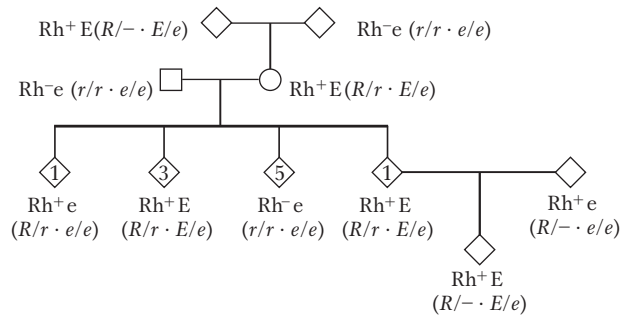 Rh⁺ E(R/– · E/e)
Rh⁻e (r/r · e/e)
Rh⁻e (r/r · e/e)
Rh⁺E(R/r · E/e)
1
3
5
1
Rh⁺e
(R/r · e/e)
Rh⁺E
(R/r · E/e)
Rh⁻e
(r/r · e/e)
Rh⁺E
(R/r · E/e)
Rh⁺e
(R/– · e/e)
Rh⁺E
(R/– · E/e)